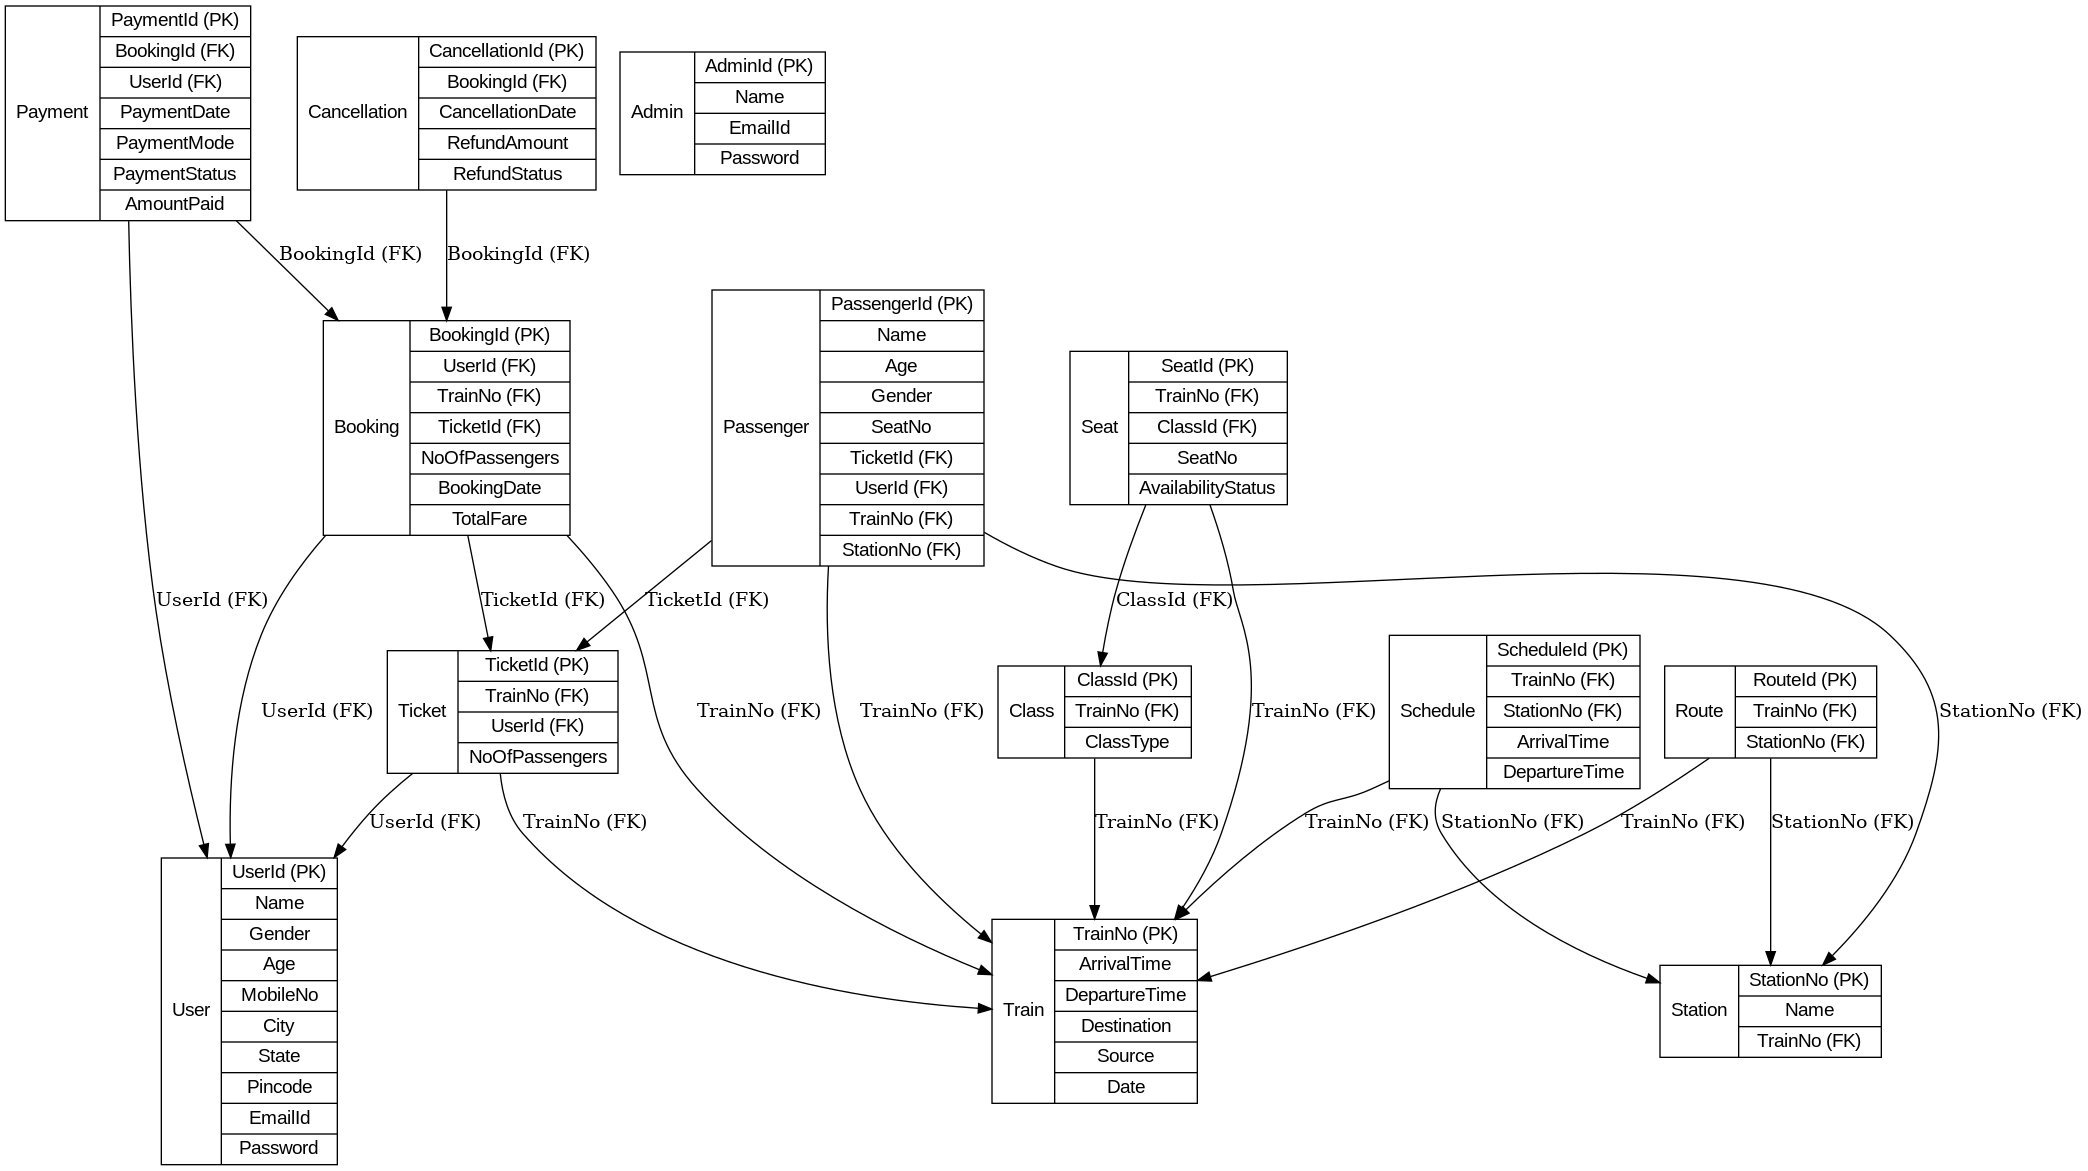 Payment
PaymentId (PK)
BookingId (FK)
UserId (FK)
PaymentDate
PaymentMode
PaymentStatus
AmountPaid
Cancellation
CancellationId (PK)
BookingId (FK)
CancellationDate
RefundAmount
RefundStatus
Admin
AdminId (PK)
Name
EmailId
Password
BookingId (FK)
BookingId (FK)
Booking
BookingId (PK)
UserId (FK)
TrainNo (FK)
TicketId (FK)
NoOfPassengers
BookingDate
TotalFare
Passenger
PassengerId (PK)
Name
Age
Gender
SeatNo
TicketId (FK)
UserId (FK)
TrainNo (FK)
StationNo (FK)
Seat
SeatId (PK)
TrainNo (FK)
ClassId (FK)
SeatNo
AvailabilityStatus
UserId (FK)
TicketId (FK)
TicketId (FK)
ClassId (FK)
UserId (FK)
Ticket
TicketId (PK)
TrainNo (FK)
UserId (FK)
NoOfPassengers
TrainNo (FK)
TrainNo (FK)
Class
ClassId (PK)
TrainNo (FK)
ClassType
TrainNo (FK)
Schedule
ScheduleId (PK)
TrainNo (FK)
StationNo (FK)
ArrivalTime
DepartureTime
Route
RouteId (PK)
TrainNo (FK)
StationNo (FK)
StationNo (FK)
UserId (FK)
TrainNo (FK)
TrainNo (FK)
TrainNo (FK)
StationNo (FK)
TrainNo (FK)
StationNo (FK)
User
UserId (PK)
Name
Gender
Age
MobileNo
City
State
Pincode
EmailId
Password
Train
TrainNo (PK)
ArrivalTime
DepartureTime
Destination
Source
Date
Station
StationNo (PK)
Name
TrainNo (FK)